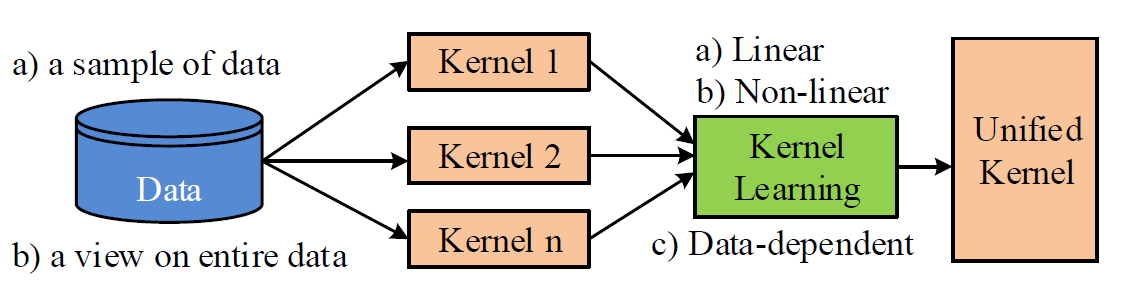 a) a sample of data
Data
b) a view on entire data
Kernel 1
Kernel 2
Kernel n
a) Linear
b) Non-linear
Kernel
Learning
c) Data-dependent
Unified
Kernel